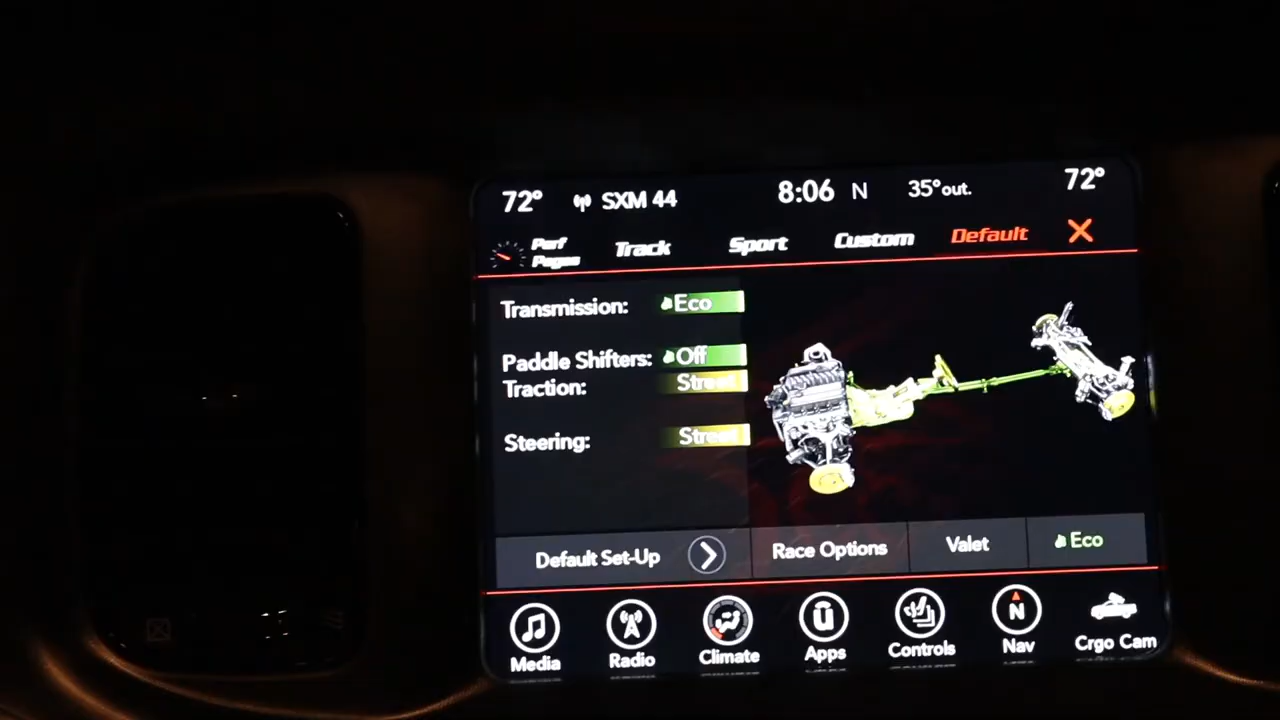 72° SXM 44 8:06 N 35°out. 72°
Perf Pages Track Sport Custom Default X
Transmission: Eco
Paddle Shifters: Off
Traction: Street
Steering: Street
Default Set-Up Race Options Valet Eco
Media Radio Climate Apps Controls N Nav Crgo Cam